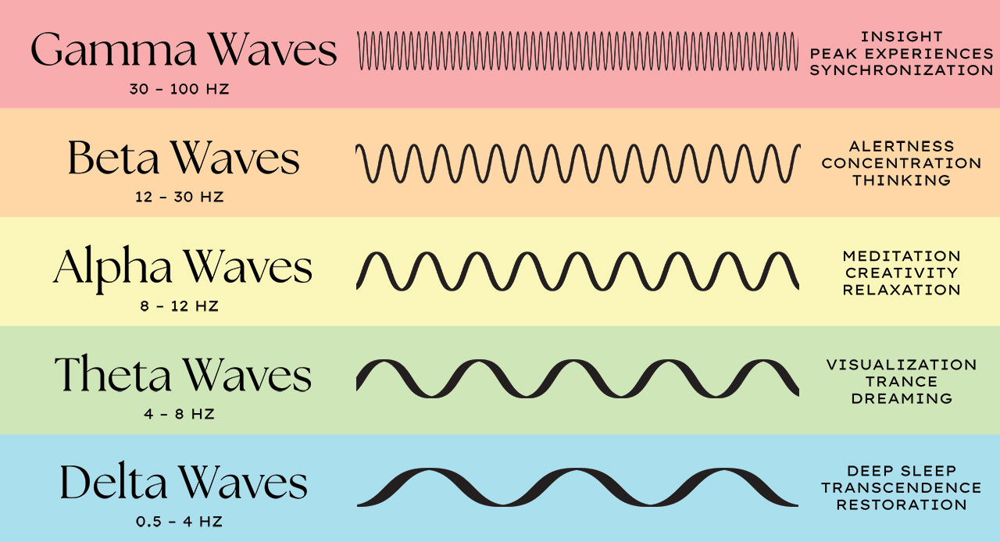 Gamma Waves
30 – 100 HZ
INSIGHT
PEAK EXPERIENCES
SYNCHRONIZATION
Beta Waves
12 – 30 HZ
ALERTNESS
CONCENTRATION
THINKING
Alpha Waves
8 – 12 HZ
MEDITATION
CREATIVITY
RELAXATION
Theta Waves
4 – 8 HZ
VISUALIZATION
TRANCE
DREAMING
Delta Waves
0.5 – 4 HZ
DEEP SLEEP
TRANSCENDENCE
RESTORATION